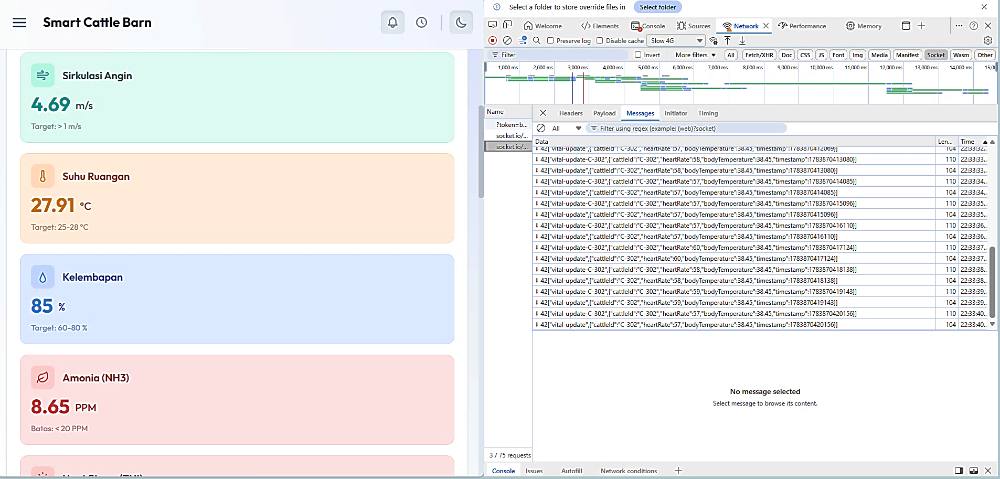 Smart Cattle Barn
Sirkulasi Angin
4.69 m/s
Target: > 1 m/s
Suhu Ruangan
27.91 °C
Target: 25-28 °C
Kelembapan
85 %
Target: 60-80 %
Amonia (NH3)
8.65 PPM
Batas: < 20 PPM
Select a folder to store override files in Select folder
Welcome Elements Console Sources Network Performance Memory
Preserve log Disable cache Slow 4G
Filter Invert More filters All Fetch/XHR Doc CSS JS Font Img Media Manifest Socket Wasm Other
1,000 ms 2,000 ms 3,000 ms 4,000 ms 5,000 ms 6,000 ms 7,000 ms 8,000 ms 9,000 ms 10,000 ms 11,000 ms 12,000 ms 13,000 ms 14,000 ms 15,0
Name
?token=b...
socket.io/...
socket.io/...
3 / 75 requests
Headers Payload Messages Initiator Timing
All Filter using regex (example: (web)?socket)
Data Len... Time
42["vital-update",{"cattleId":"C-302","heartRate":57,"bodyTemperature":38.45,"timestamp":1783870412069}] 104 22:33:32...
42["vital-update-C-302",{"cattleId":"C-302","heartRate":58,"bodyTemperature":38.45,"timestamp":1783870413080}] 110 22:33:33...
42["vital-update",{"cattleId":"C-302","heartRate":58,"bodyTemperature":38.45,"timestamp":1783870413080}] 104 22:33:33...
42["vital-update-C-302",{"cattleId":"C-302","heartRate":57,"bodyTemperature":38.45,"timestamp":1783870414085}] 110 22:33:34...
42["vital-update",{"cattleId":"C-302","heartRate":57,"bodyTemperature":38.45,"timestamp":1783870414085}] 104 22:33:34...
42["vital-update-C-302",{"cattleId":"C-302","heartRate":57,"bodyTemperature":38.45,"timestamp":1783870415096}] 110 22:33:35...
42["vital-update",{"cattleId":"C-302","heartRate":57,"bodyTemperature":38.45,"timestamp":1783870415096}] 104 22:33:35...
42["vital-update-C-302",{"cattleId":"C-302","heartRate":57,"bodyTemperature":38.45,"timestamp":1783870416110}] 110 22:33:36...
42["vital-update",{"cattleId":"C-302","heartRate":57,"bodyTemperature":38.45,"timestamp":1783870416110}] 104 22:33:36...
42["vital-update-C-302",{"cattleId":"C-302","heartRate":60,"bodyTemperature":38.45,"timestamp":1783870417124}] 110 22:33:37...
42["vital-update",{"cattleId":"C-302","heartRate":60,"bodyTemperature":38.45,"timestamp":1783870417124}] 104 22:33:37...
42["vital-update-C-302",{"cattleId":"C-302","heartRate":58,"bodyTemperature":38.45,"timestamp":1783870418138}] 110 22:33:38...
42["vital-update",{"cattleId":"C-302","heartRate":58,"bodyTemperature":38.45,"timestamp":1783870418138}] 104 22:33:38...
42["vital-update-C-302",{"cattleId":"C-302","heartRate":59,"bodyTemperature":38.45,"timestamp":1783870419143}] 110 22:33:39...
42["vital-update",{"cattleId":"C-302","heartRate":59,"bodyTemperature":38.45,"timestamp":1783870419143}] 104 22:33:39...
42["vital-update-C-302",{"cattleId":"C-302","heartRate":57,"bodyTemperature":38.45,"timestamp":1783870420156}] 110 22:33:40...
42["vital-update",{"cattleId":"C-302","heartRate":57,"bodyTemperature":38.45,"timestamp":1783870420156}] 104 22:33:40...
No message selected
Select message to browse its content.
Console Issues Autofill Network conditions